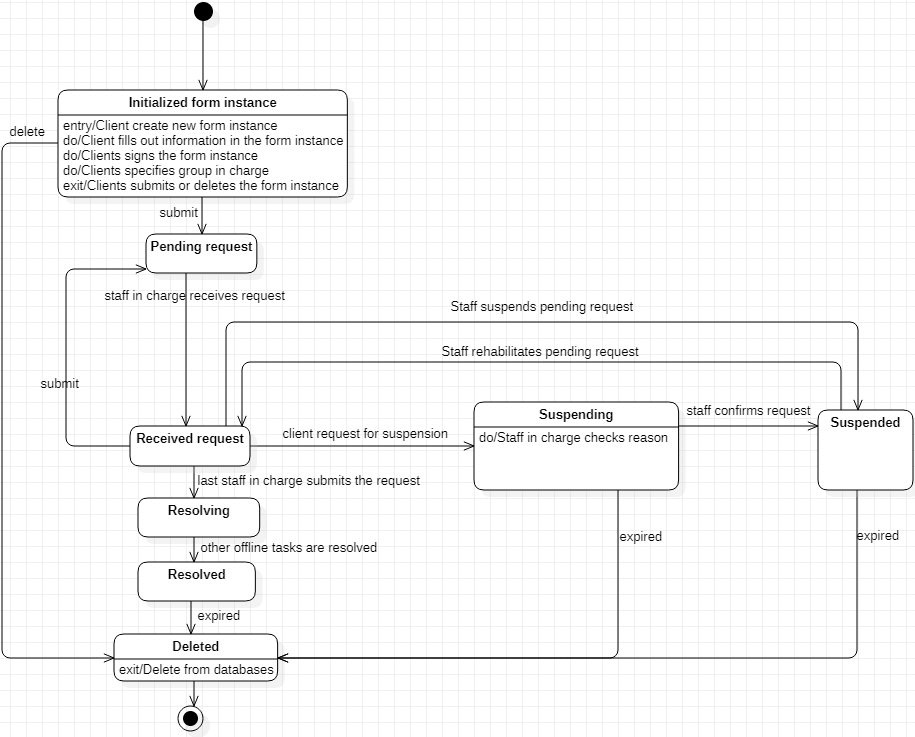 Initialized form instance
delete
entry/Client create new form instance
do/Client fills out information in the form instance
do/Clients signs the form instance
do/Clients specifies group in charge
exit/Clients submits or deletes the form instance
submit
Pending request
staff in charge receives request
Staff suspends pending request
Staff rehabilitates pending request
submit
Suspending
staff confirms request
Suspended
Received request
client request for suspension
do/Staff in charge checks reason
last staff in charge submits the request
Resolving
expired
expired
other offline tasks are resolved
Resolved
expired
Deleted
exit/Delete from databases